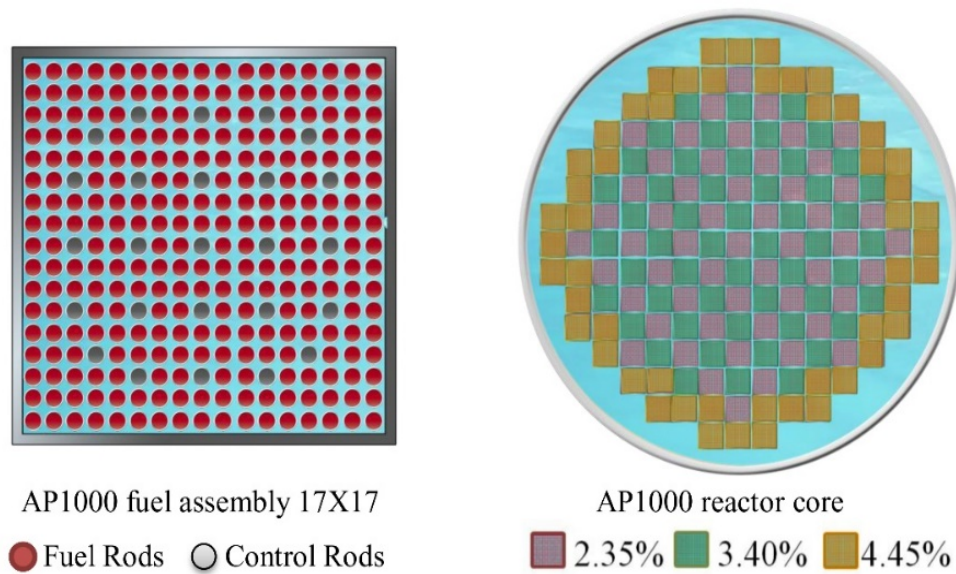 AP1000 fuel assembly 17X17
Fuel Rods Control Rods
AP1000 reactor core
2.35% 3.40% 4.45%